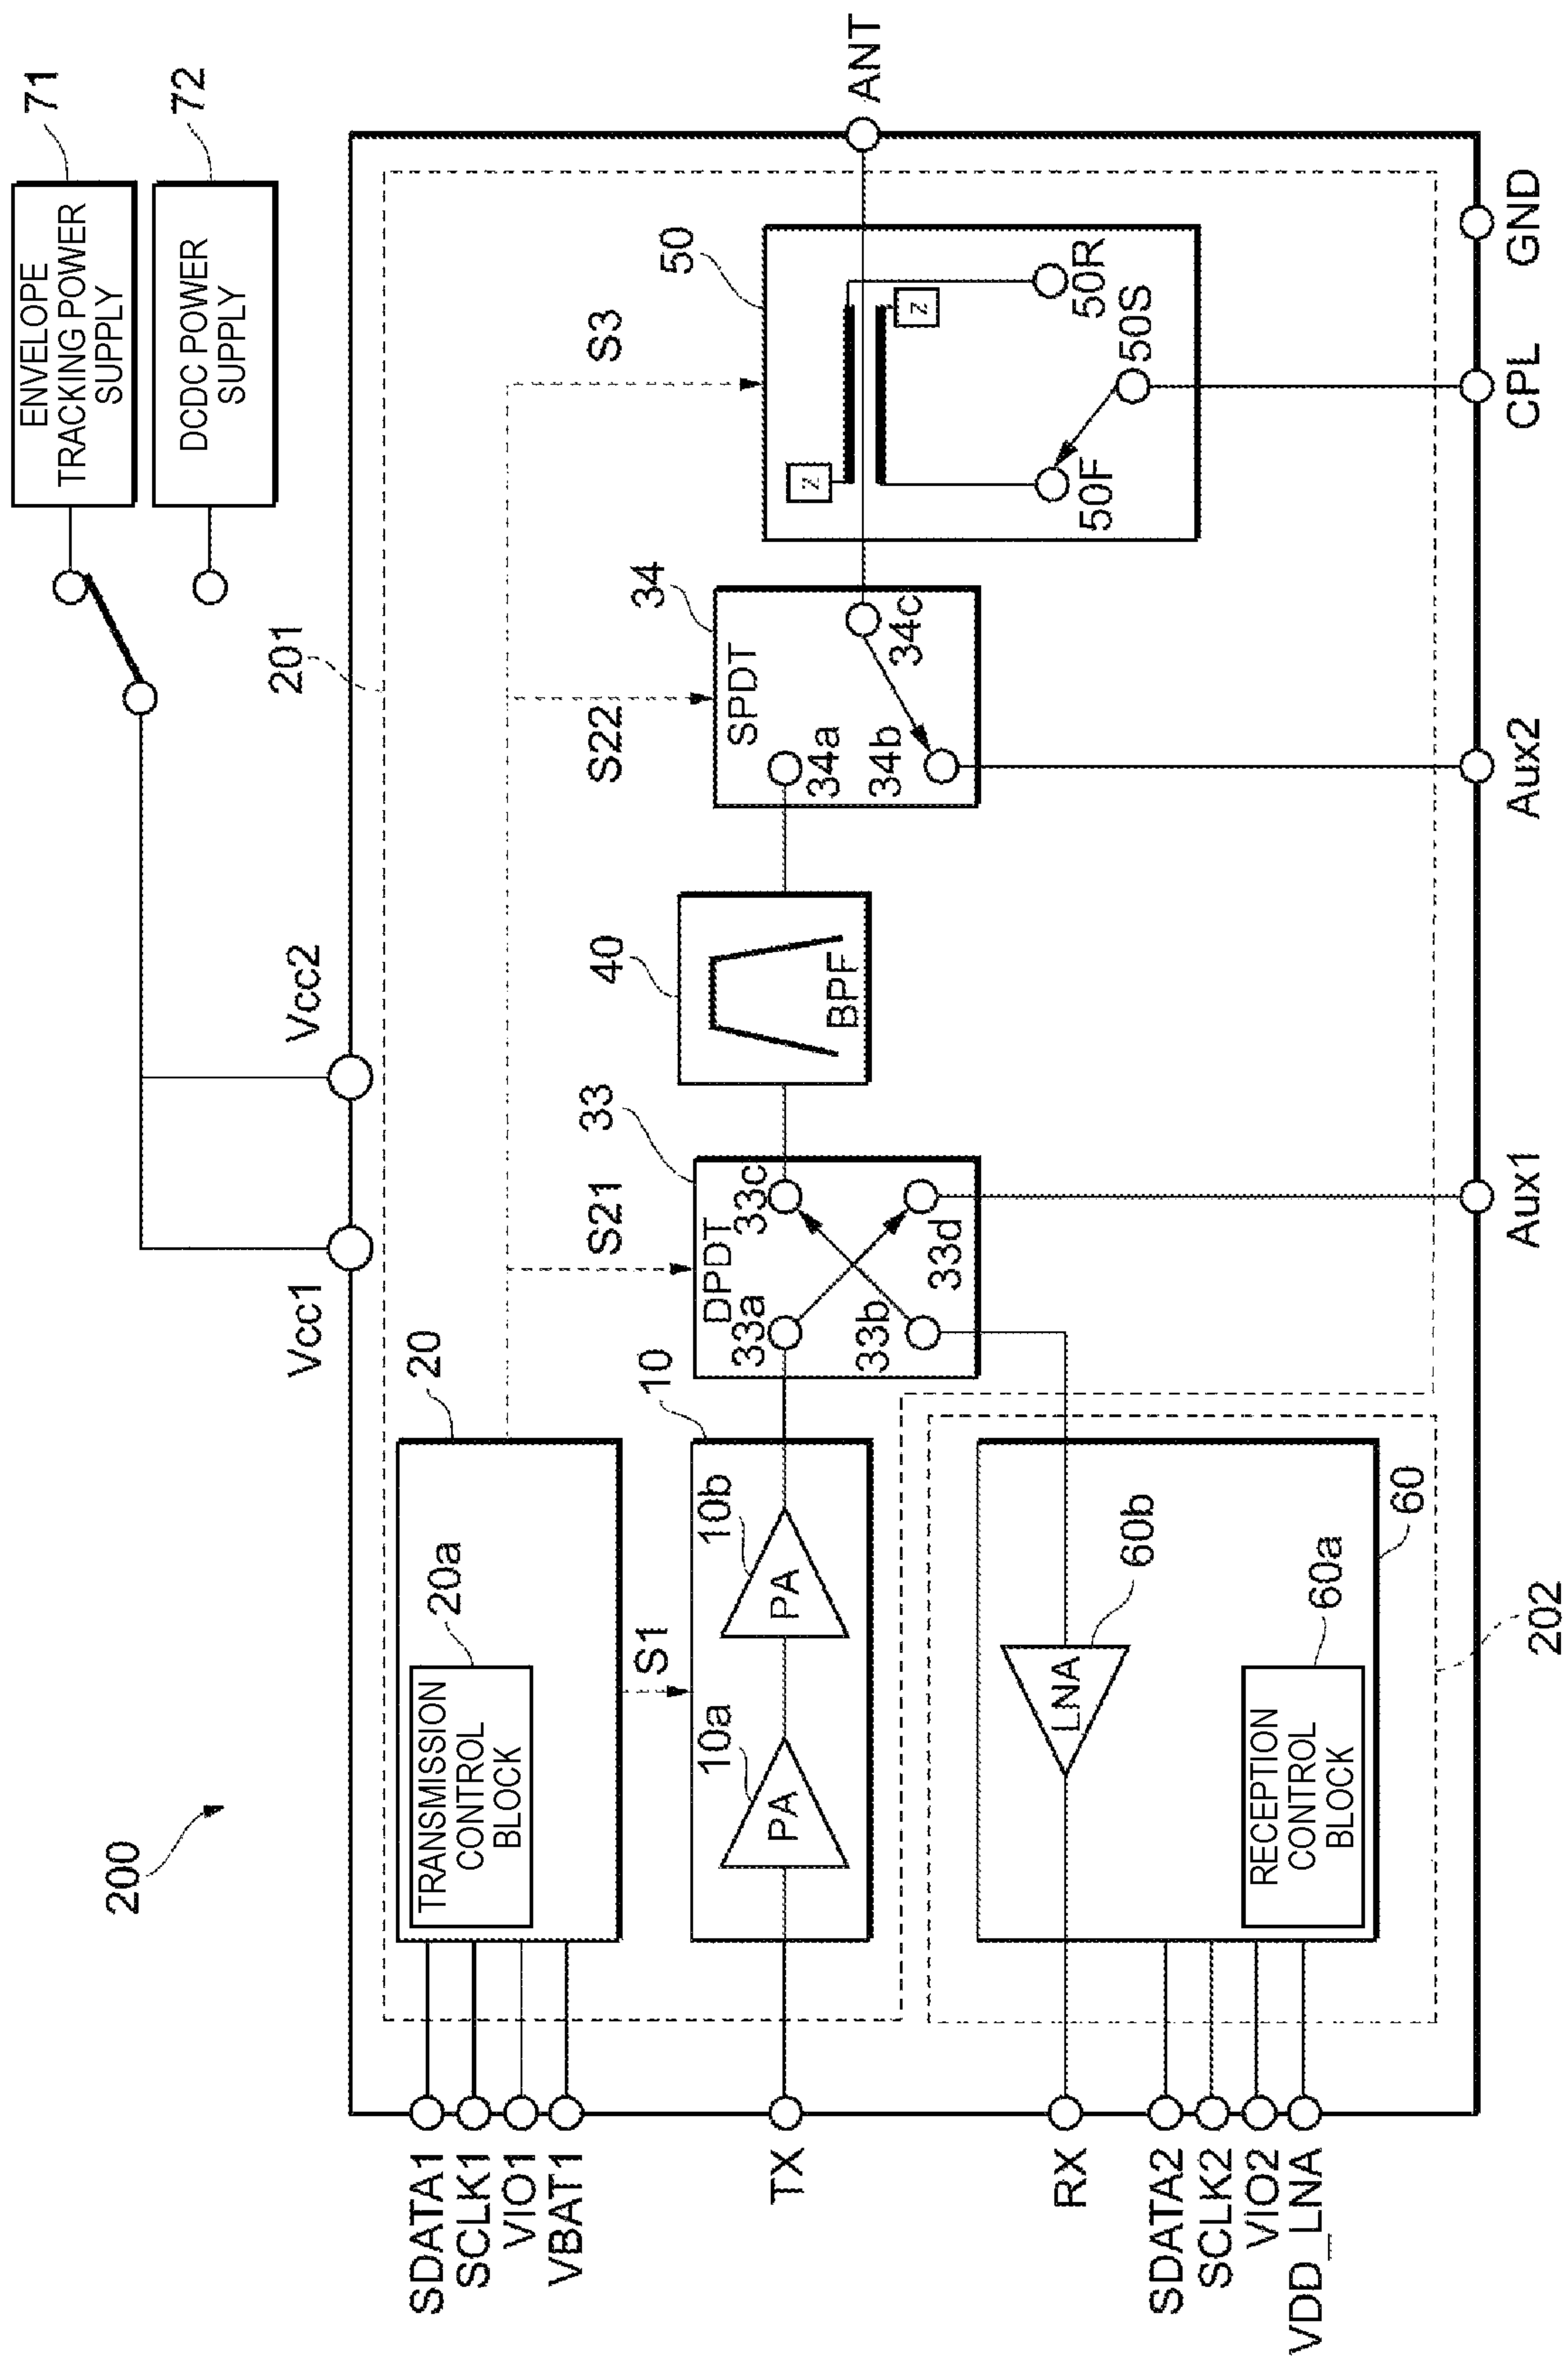 200
ENVELOPE
TRACKING POWER
SUPPLY
71
DCDC POWER
SUPPLY
72
Vcc1
Vcc2
201
SDATA1
SCLK1
VIO1
VBAT1
20
TRANSMISSION
CONTROL
BLOCK
20a
S1
S21
S22
S3
TX
10
10a
PA
10b
PA
33
DPDT
33a
33c
33b
33d
40
BPF
34
SPDT
34a
34b
34c
50
Z
Z
50F
50R
50S
ANT
RX
LNA
60b
RECEPTION
CONTROL
BLOCK
60a
60
202
SDATA2
SCLK2
VIO2
VDD_LNA
Aux1
Aux2
CPL
GND